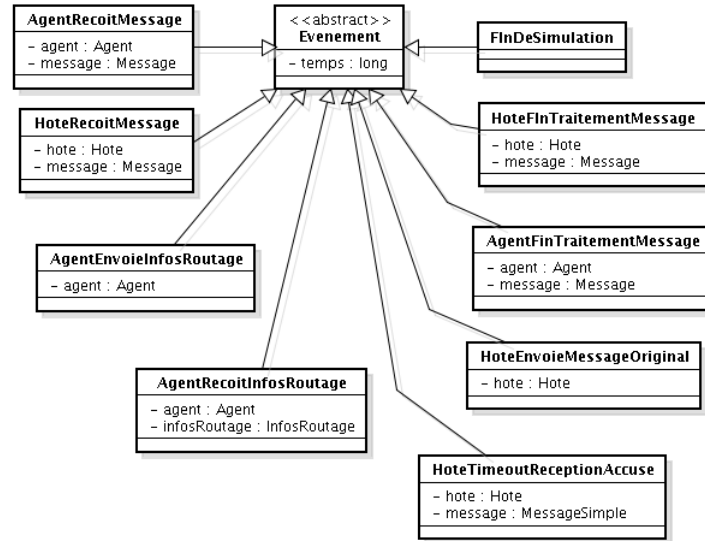 AgentRecoitMessage
– agent : Agent
– message : Message
<<abstract>>
Evenement
– temps : long
FInDeSimulation
HoteRecoitMessage
– hote : Hote
– message : Message
HoteFInTraitementMessage
– hote : Hote
– message : Message
AgentEnvoieInfosRoutage
– agent : Agent
AgentFinTraitementMessage
– agent : Agent
– message : Message
AgentRecoitInfosRoutage
– agent : Agent
– infosRoutage : InfosRoutage
HoteEnvoieMessageOriginal
– hote : Hote
HoteTimeoutReceptionAccuse
– hote : Hote
– message : MessageSimple